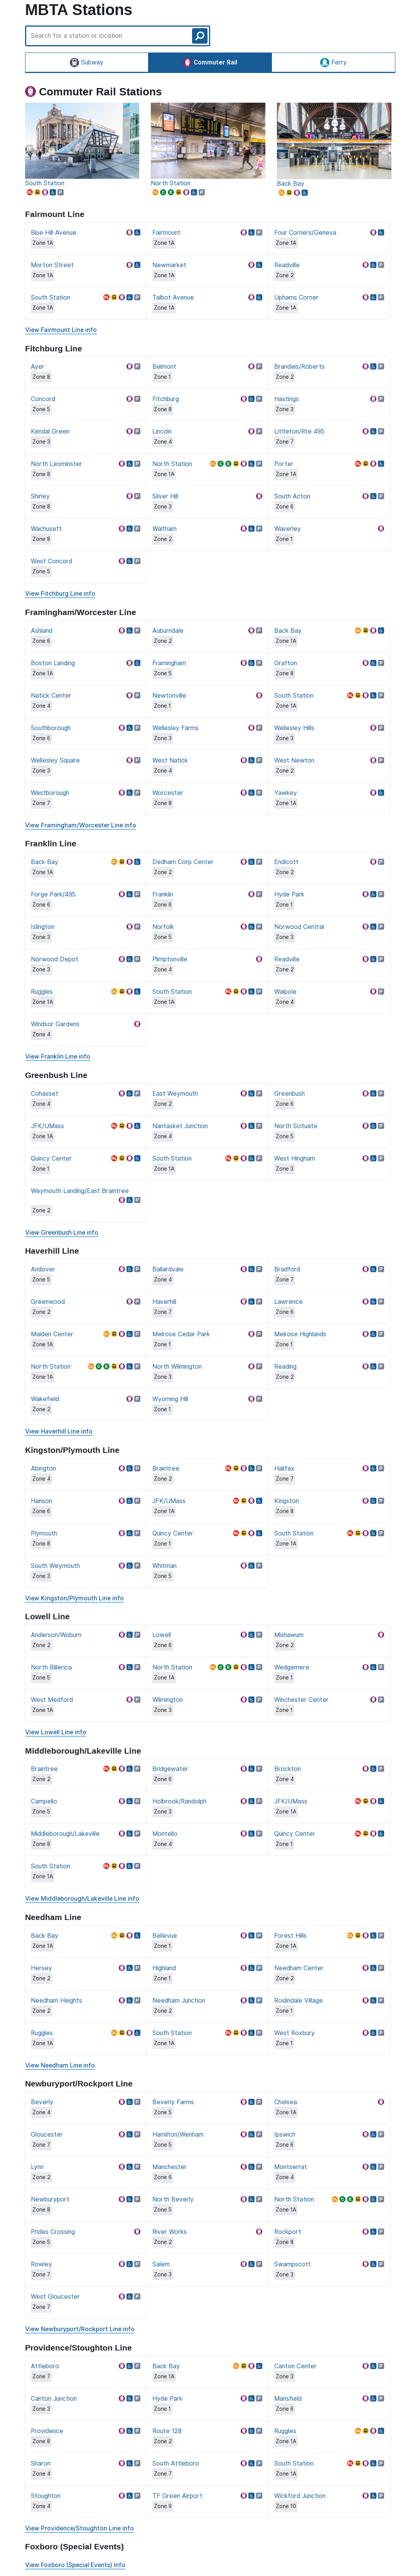 MBTA Stations
Search for a station or location
Subway
Commuter Rail
Ferry
Commuter Rail Stations
South Station
North Station
Back Bay
Fairmount Line
Blue Hill Avenue
Zone 1A
Fairmount
Zone 1A
Four Corners/Geneva
Zone 1A
Morton Street
Zone 1A
Newmarket
Zone 1A
Readville
Zone 2
South Station
Zone 1A
Talbot Avenue
Zone 1A
Uphams Corner
Zone 1A
View Fairmount Line info
Fitchburg Line
Ayer
Zone 8
Belmont
Zone 1
Brandeis/Roberts
Zone 2
Concord
Zone 5
Fitchburg
Zone 8
Hastings
Zone 3
Kendal Green
Zone 3
Lincoln
Zone 4
Littleton/Rte 495
Zone 7
North Leominster
Zone 8
North Station
Zone 1A
Porter
Zone 1A
Shirley
Zone 8
Silver Hill
Zone 3
South Acton
Zone 6
Wachusett
Zone 8
Waltham
Zone 2
Waverley
Zone 1
West Concord
Zone 5
View Fitchburg Line info
Framingham/Worcester Line
Ashland
Zone 6
Auburndale
Zone 2
Back Bay
Zone 1A
Boston Landing
Zone 1A
Framingham
Zone 5
Grafton
Zone 8
Natick Center
Zone 4
Newtonville
Zone 1
South Station
Zone 1A
Southborough
Zone 6
Wellesley Farms
Zone 3
Wellesley Hills
Zone 3
Wellesley Square
Zone 3
West Natick
Zone 4
West Newton
Zone 2
Westborough
Zone 7
Worcester
Zone 8
Yawkey
Zone 1A
View Framingham/Worcester Line info
Franklin Line
Back Bay
Zone 1A
Dedham Corp Center
Zone 2
Endicott
Zone 2
Forge Park/495
Zone 6
Franklin
Zone 6
Hyde Park
Zone 1
Islington
Zone 3
Norfolk
Zone 5
Norwood Central
Zone 3
Norwood Depot
Zone 3
Plimptonville
Zone 4
Readville
Zone 2
Ruggles
Zone 1A
South Station
Zone 1A
Walpole
Zone 4
Windsor Gardens
Zone 4
View Franklin Line info
Greenbush Line
Cohasset
Zone 4
East Weymouth
Zone 2
Greenbush
Zone 6
JFK/UMass
Zone 1A
Nantasket Junction
Zone 4
North Scituate
Zone 5
Quincy Center
Zone 1
South Station
Zone 1A
West Hingham
Zone 3
Weymouth Landing/East Braintree
Zone 2
View Greenbush Line info
Haverhill Line
Andover
Zone 5
Ballardvale
Zone 4
Bradford
Zone 7
Greenwood
Zone 2
Haverhill
Zone 7
Lawrence
Zone 6
Malden Center
Zone 1A
Melrose Cedar Park
Zone 1
Melrose Highlands
Zone 1
North Station
Zone 1A
North Wilmington
Zone 3
Reading
Zone 2
Wakefield
Zone 2
Wyoming Hill
Zone 1
View Haverhill Line info
Kingston/Plymouth Line
Abington
Zone 4
Braintree
Zone 2
Halifax
Zone 7
Hanson
Zone 6
JFK/UMass
Zone 1A
Kingston
Zone 8
Plymouth
Zone 8
Quincy Center
Zone 1
South Station
Zone 1A
South Weymouth
Zone 3
Whitman
Zone 5
View Kingston/Plymouth Line info
Lowell Line
Anderson/Woburn
Zone 2
Lowell
Zone 6
Mishawum
Zone 2
North Billerica
Zone 5
North Station
Zone 1A
Wedgemere
Zone 1
West Medford
Zone 1A
Wilmington
Zone 3
Winchester Center
Zone 1
View Lowell Line info
Middleborough/Lakeville Line
Braintree
Zone 2
Bridgewater
Zone 6
Brockton
Zone 4
Campello
Zone 5
Holbrook/Randolph
Zone 3
JFK/UMass
Zone 1A
Middleborough/Lakeville
Zone 8
Montello
Zone 4
Quincy Center
Zone 1
South Station
Zone 1A
View Middleborough/Lakeville Line info
Needham Line
Back Bay
Zone 1A
Bellevue
Zone 1
Forest Hills
Zone 1A
Hersey
Zone 2
Highland
Zone 1
Needham Center
Zone 2
Needham Heights
Zone 2
Needham Junction
Zone 2
Roslindale Village
Zone 1
Ruggles
Zone 1A
South Station
Zone 1A
West Roxbury
Zone 1
View Needham Line info
Newburyport/Rockport Line
Beverly
Zone 4
Beverly Farms
Zone 5
Chelsea
Zone 1A
Gloucester
Zone 7
Hamilton/Wenham
Zone 5
Ipswich
Zone 6
Lynn
Zone 2
Manchester
Zone 6
Montserrat
Zone 4
Newburyport
Zone 8
North Beverly
Zone 5
North Station
Zone 1A
Prides Crossing
Zone 5
River Works
Zone 2
Rockport
Zone 8
Rowley
Zone 7
Salem
Zone 3
Swampscott
Zone 3
West Gloucester
Zone 7
View Newburyport/Rockport Line info
Providence/Stoughton Line
Attleboro
Zone 7
Back Bay
Zone 1A
Canton Center
Zone 3
Canton Junction
Zone 3
Hyde Park
Zone 1
Mansfield
Zone 6
Providence
Zone 8
Route 128
Zone 2
Ruggles
Zone 1A
Sharon
Zone 4
South Attleboro
Zone 7
South Station
Zone 1A
Stoughton
Zone 4
TF Green Airport
Zone 9
Wickford Junction
Zone 10
View Providence/Stoughton Line info
Foxboro (Special Events)
View Foxboro (Special Events) info